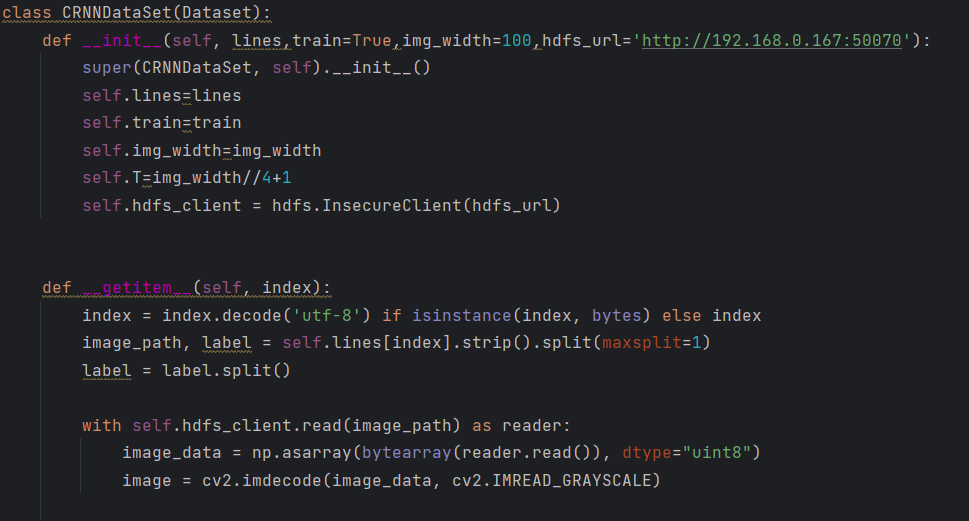 class CRNNDataSet(Dataset):
    def __init__(self, lines,train=True,img_width=100,hdfs_url='http://192.168.0.167:50070'):
        super(CRNNDataSet, self).__init__()
        self.lines=lines
        self.train=train
        self.img_width=img_width
        self.T=img_width//4+1
        self.hdfs_client = hdfs.InsecureClient(hdfs_url)
    def __getitem__(self, index):
        index = index.decode('utf-8') if isinstance(index, bytes) else index
        image_path, label = self.lines[index].strip().split(maxsplit=1)
        label = label.split()
        with self.hdfs_client.read(image_path) as reader:
            image_data = np.asarray(bytearray(reader.read()), dtype="uint8")
            image = cv2.imdecode(image_data, cv2.IMREAD_GRAYSCALE)